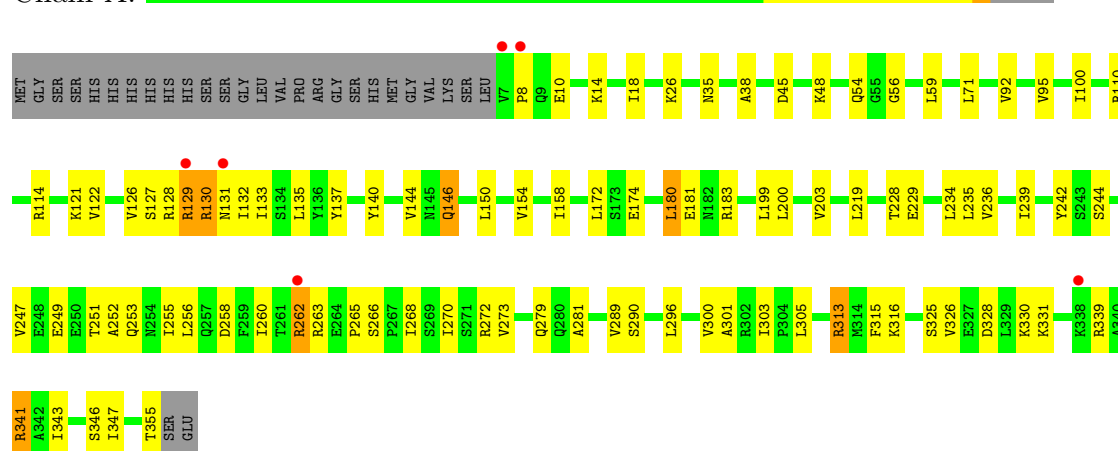 MET GLY SER SER HIS HIS HIS HIS HIS HIS SER SER GLY LEU VAL PRO ARG GLY SER HIS MET GLY VAL LYS SER LEU V7 P8 Q9 E10 K14 I18 K26 N35 A38 D45 K48 Q54 G55 G56 L59 L71 V92 V95 I100
R114 K121 V122 V126 S127 R128 R129 R130 N131 I132 I133 S134 L135 Y136 Y137 Y140 V144 N145 Q146 L150 V154 I158 L172 S173 E174 L180 E181 N182 R183 L199 L200 V203 L219 T228 E229 L234 L235 V236 I239 Y242 S243 S244
V247 E248 E249 E250 T251 A252 Q253 N254 I255 L256 Q257 D258 F259 I260 T261 R262 R263 E264 P265 S266 P267 I268 S269 I270 S271 R272 V273 Q279 Q280 A281 V289 S290 L296 V300 A301 R302 I303 P304 L305 R313 M314 F315 K316 S325 V326 E327 D328 L329 K330 K331 K338 R339
R341 A342 I343 S346 I347 T355 SER GLU